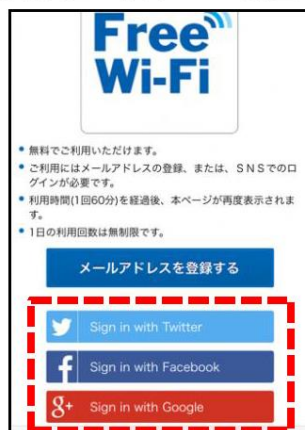 Free
Wi-Fi
• 無料でご利用いただけます。
• ご利用にはメールアドレスの登録、または、ＳＮＳでのロ
グインが必要です。
• 利用時間(1回60分)を経過後、本ページが再度表示されま
す。
• 1日の利用回数は無制限です。
メールアドレスを登録する
Sign in with Twitter
f Sign in with Facebook
g+ Sign in with Google